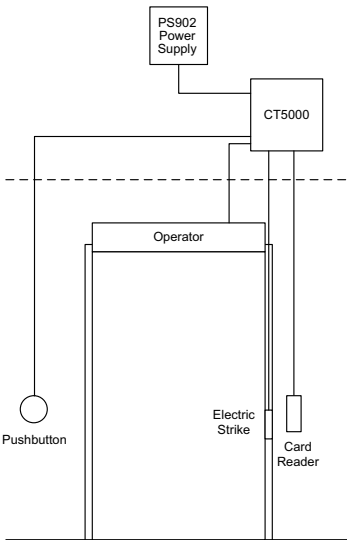 PS902
Power
Supply
CT5000
Operator
Pushbutton
Electric
Strike
Card
Reader